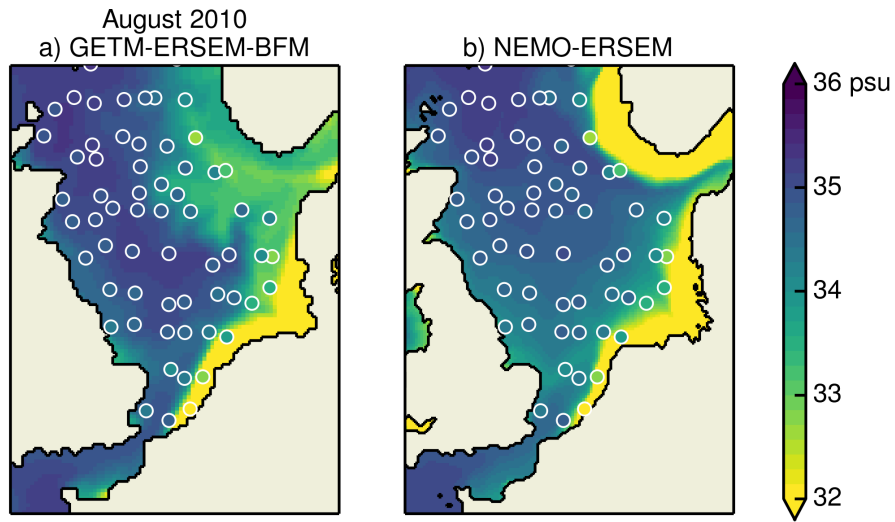 August 2010
a) GETM-ERSEM-BFM
b) NEMO-ERSEM
36 psu
35
34
33
32